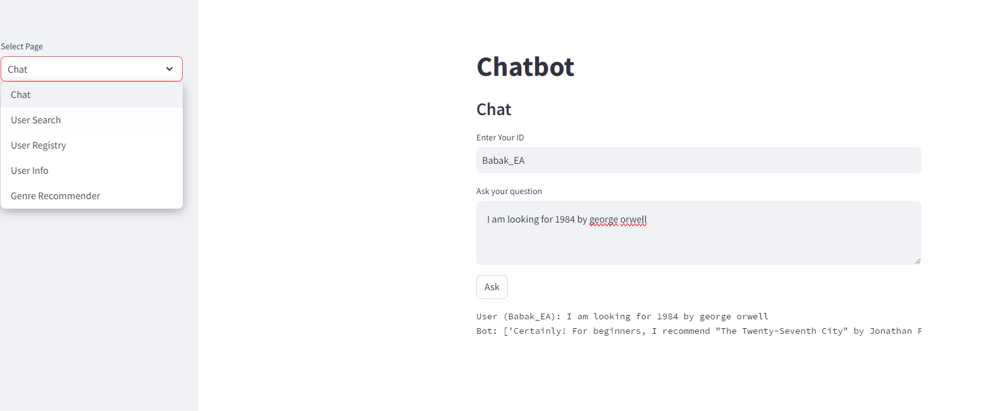 Select Page
Chat
Chat
User Search
User Registry
User Info
Genre Recommender
Chatbot
Chat
Enter Your ID
Babak_EA
Ask your question
I am looking for 1984 by george orwell
Ask
User (Babak_EA): I am looking for 1984 by george orwell
Bot: ['Certainly! For beginners, I recommend "The Twenty-Seventh City" by Jonathan F